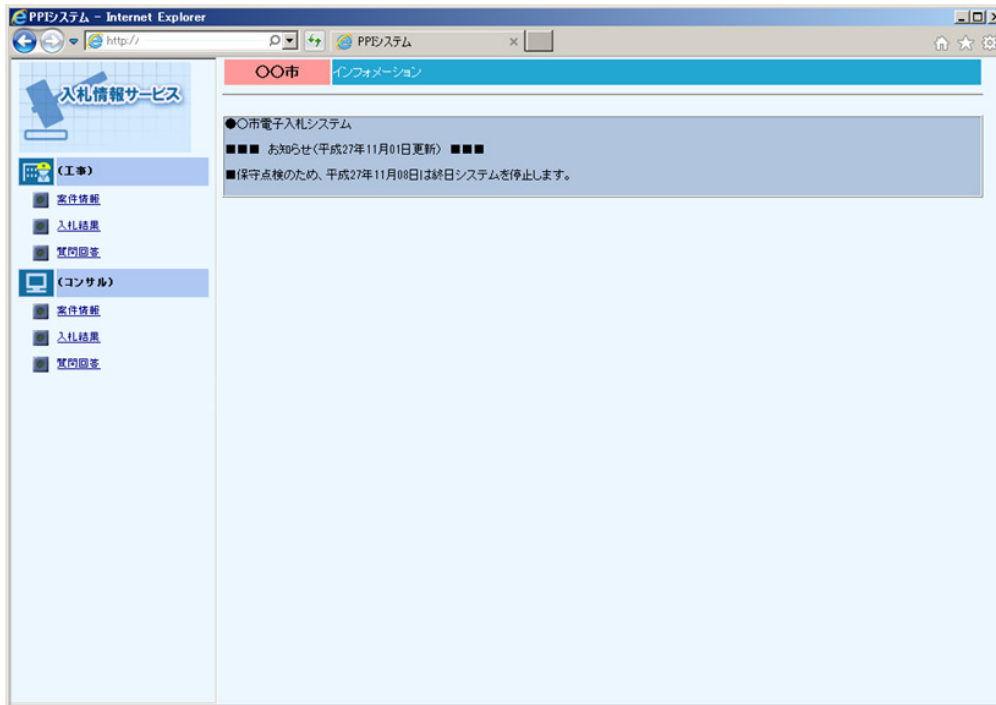 PPIシステム - Internet Explorer
http://
PPIシステム
入札情報サービス
(工事)
案件情報
入札結果
質問回答
(コンサル)
案件情報
入札結果
質問回答
〇〇市
インフォメーション
●〇市電子入札システム
■■■ お知らせ(平成27年11月01日更新) ■■■
■保守点検のため、平成27年11月08日は終日システムを停止します。